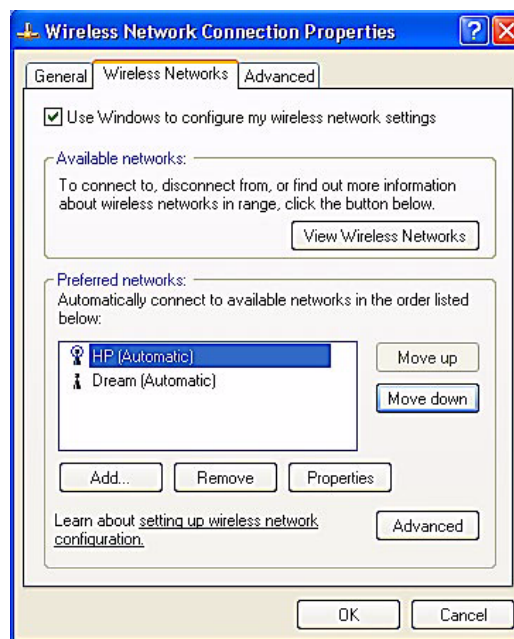 Wireless Network Connection Properties
General Wireless Networks Advanced
Use Windows to configure my wireless network settings
Available networks:
To connect to, disconnect from, or find out more information
about wireless networks in range, click the button below.
View Wireless Networks
Preferred networks:
Automatically connect to available networks in the order listed
below:
HP (Automatic)
Dream (Automatic)
Move up
Move down
Add... Remove Properties
Learn about setting up wireless network
configuration.
Advanced
OK Cancel